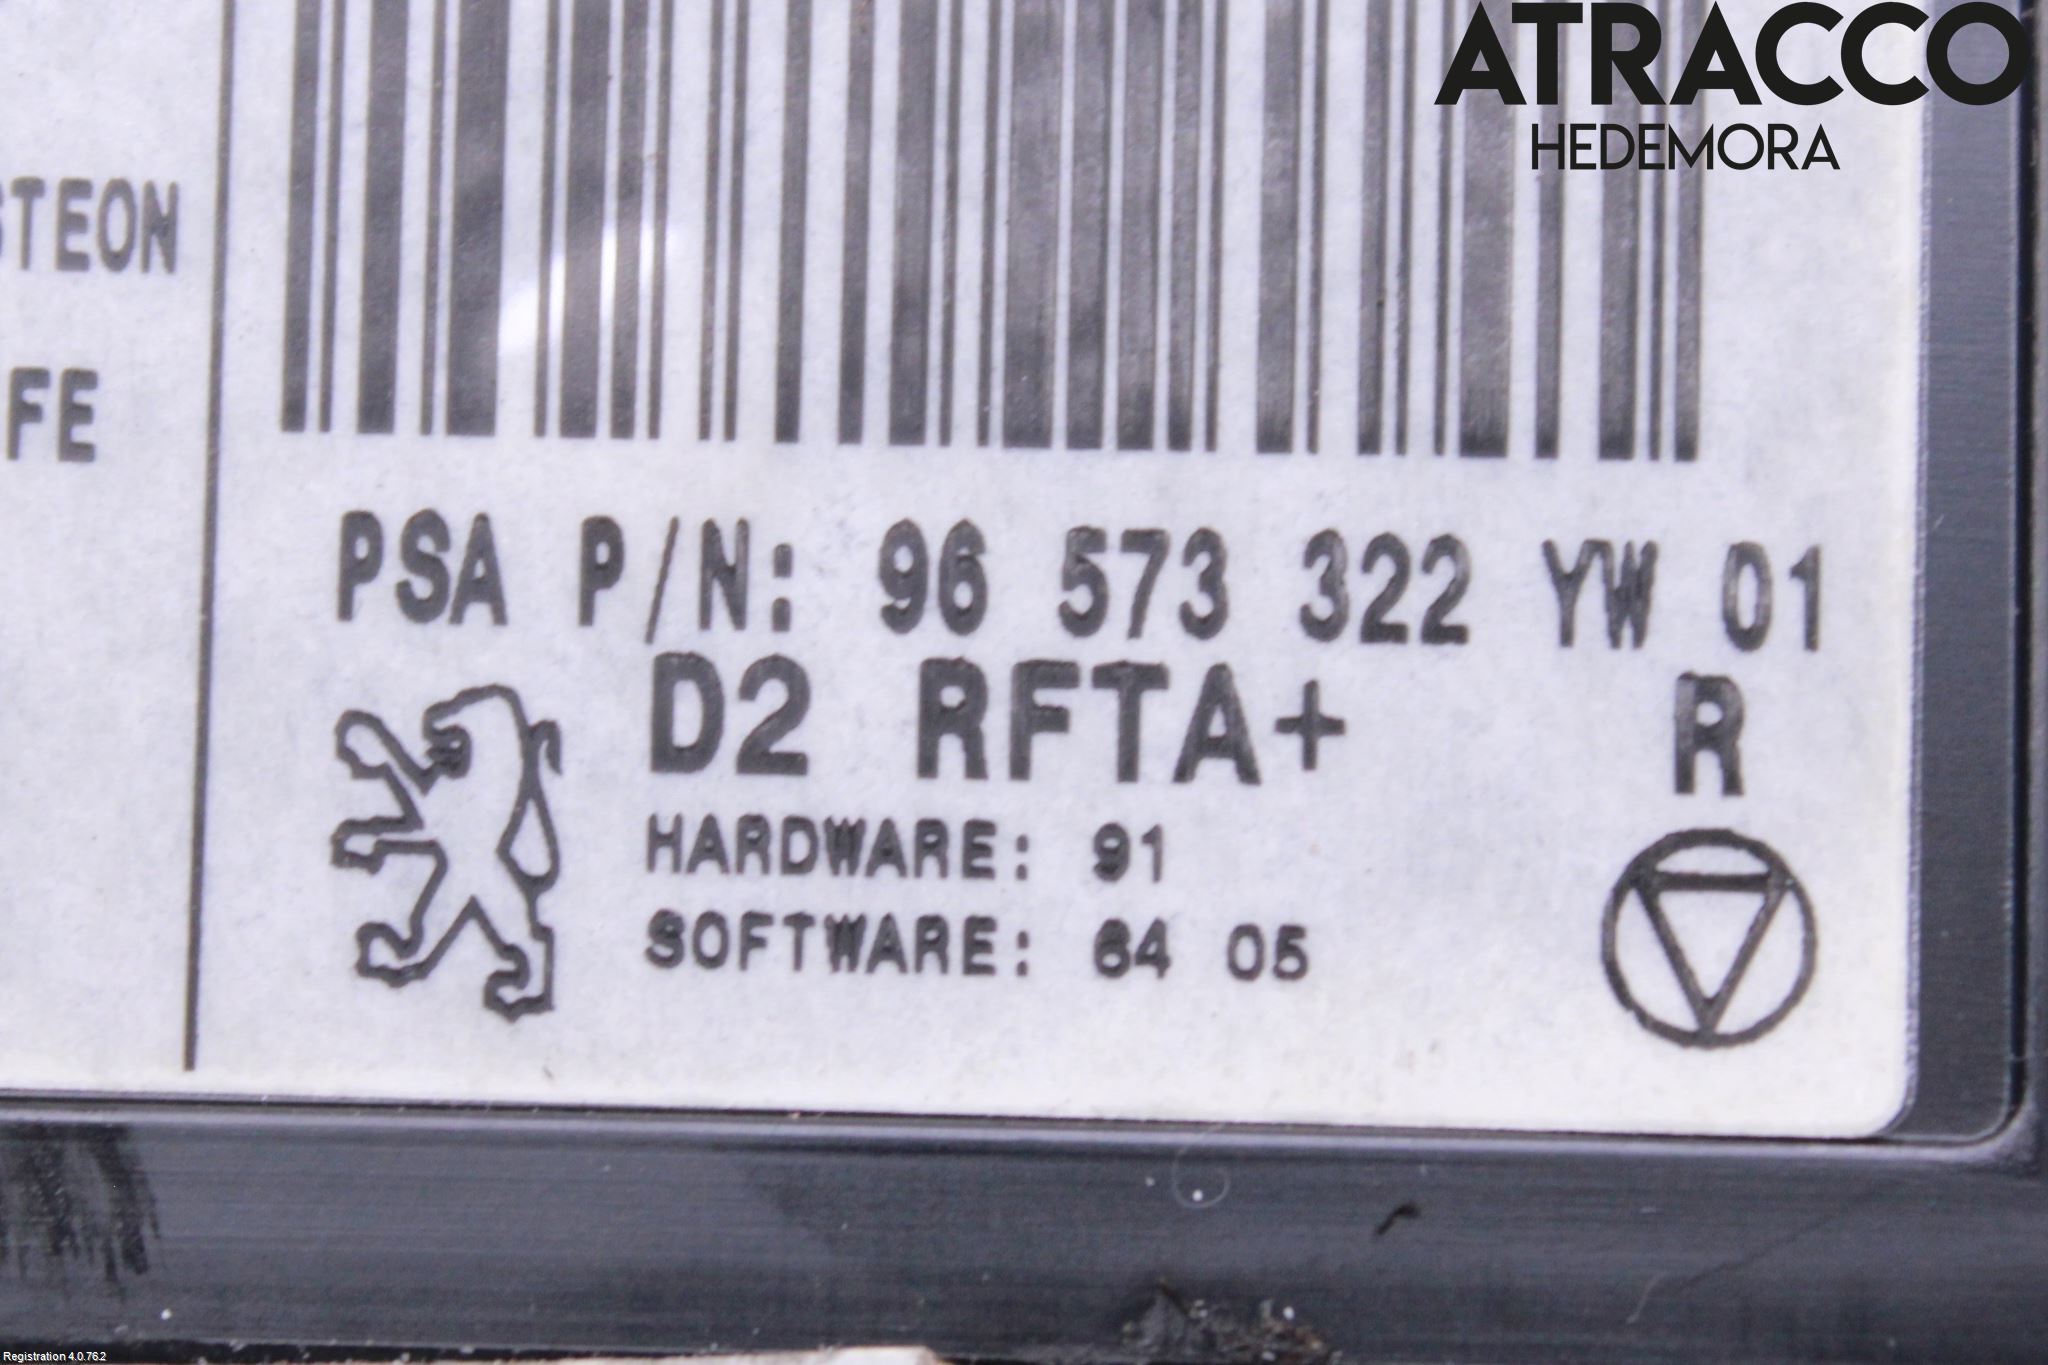 ATRACCO
HEDEMORA
STEON
FE
PSA P/N: 96 573 322 YW 01
D2 RFTA+ R
HARDWARE: 91
SOFTWARE: 64 05
Registration 4.0.76.2